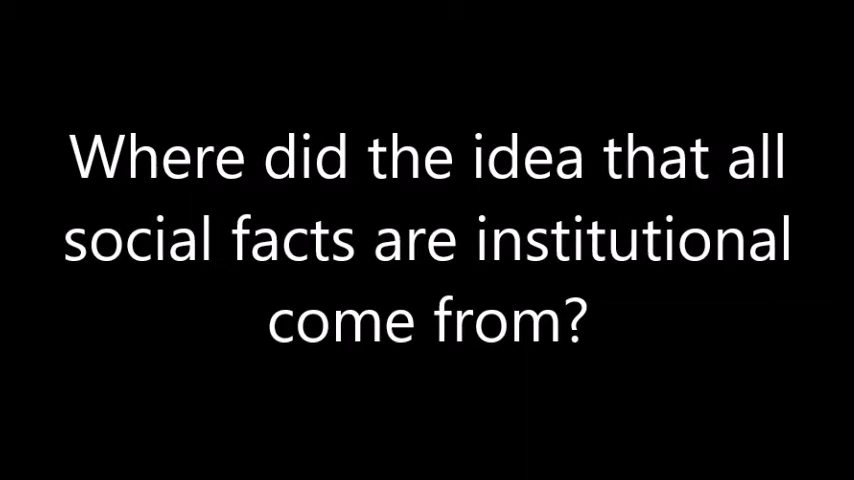 Where did the idea that all
social facts are institutional
come from?